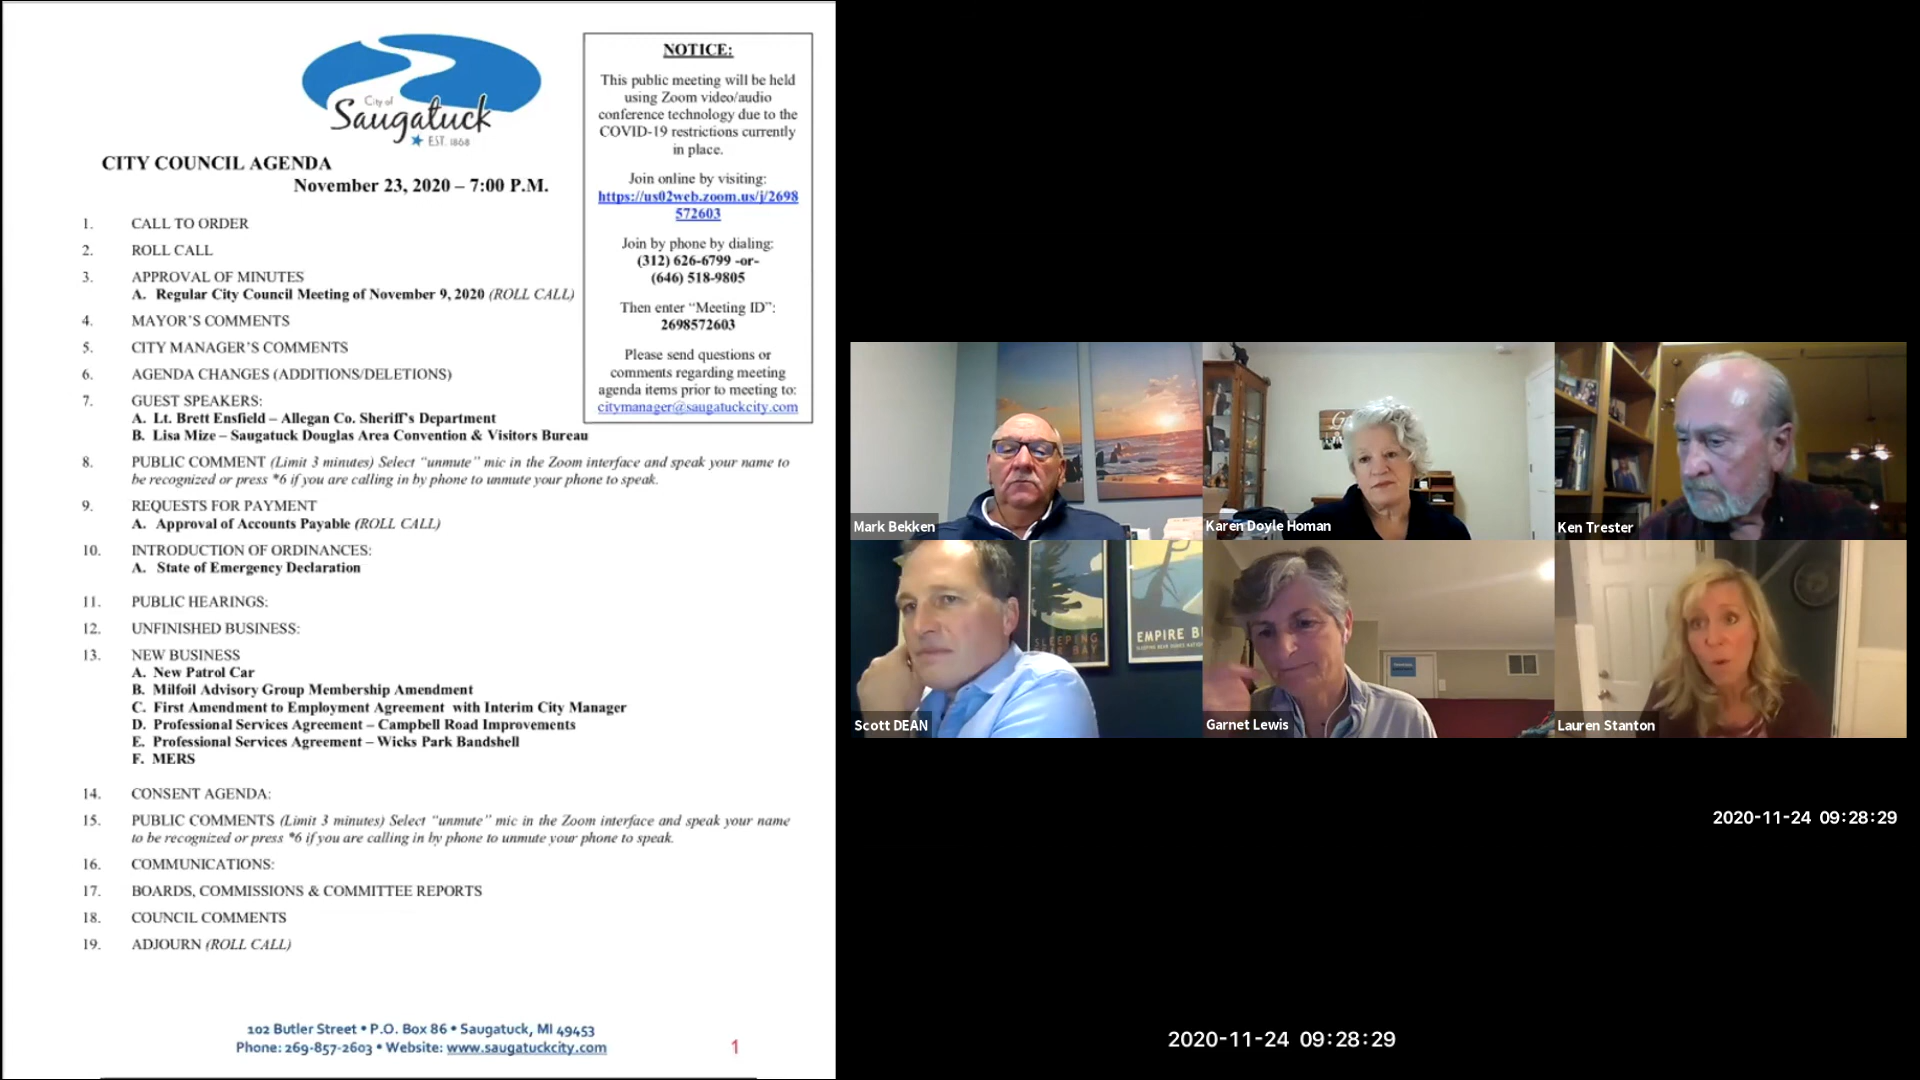 City of
Saugatuck
EST. 1868
CITY COUNCIL AGENDA
November 23, 2020 – 7:00 P.M.
NOTICE:
This public meeting will be held
using Zoom video/audio
conference technology due to the
COVID-19 restrictions currently
in place.
Join online by visiting:
https://us02web.zoom.us/j/2698
572603
Join by phone by dialing:
(312) 626-6799 -or-
(646) 518-9805
Then enter “Meeting ID”:
2698572603
Please send questions or
comments regarding meeting
agenda items prior to meeting to:
citymanager@saugatuckcity.com
1. CALL TO ORDER
2. ROLL CALL
3. APPROVAL OF MINUTES
A. Regular City Council Meeting of November 9, 2020 (ROLL CALL)
4. MAYOR’S COMMENTS
5. CITY MANAGER’S COMMENTS
6. AGENDA CHANGES (ADDITIONS/DELETIONS)
7. GUEST SPEAKERS:
A. Lt. Brett Ensfield – Allegan Co. Sheriff’s Department
B. Lisa Mize – Saugatuck Douglas Area Convention & Visitors Bureau
8. PUBLIC COMMENT (Limit 3 minutes) Select “unmute” mic in the Zoom interface and speak your name to
be recognized or press *6 if you are calling in by phone to unmute your phone to speak.
9. REQUESTS FOR PAYMENT
A. Approval of Accounts Payable (ROLL CALL)
10. INTRODUCTION OF ORDINANCES:
A. State of Emergency Declaration
11. PUBLIC HEARINGS:
12. UNFINISHED BUSINESS:
13. NEW BUSINESS
A. New Patrol Car
B. Milfoil Advisory Group Membership Amendment
C. First Amendment to Employment Agreement with Interim City Manager
D. Professional Services Agreement – Campbell Road Improvements
E. Professional Services Agreement – Wicks Park Bandshell
F. MERS
14. CONSENT AGENDA:
15. PUBLIC COMMENTS (Limit 3 minutes) Select “unmute” mic in the Zoom interface and speak your name
to be recognized or press *6 if you are calling in by phone to unmute your phone to speak.
16. COMMUNICATIONS:
17. BOARDS, COMMISSIONS & COMMITTEE REPORTS
18. COUNCIL COMMENTS
19. ADJOURN (ROLL CALL)
102 Butler Street • P.O. Box 86 • Saugatuck, MI 49453
Phone: 269-857-2603 • Website: www.saugatuckcity.com
1
Mark Bekken
Karen Doyle Homan
Ken Trester
SLEEPING
BAY
EMPIRE B
Scott DEAN
Garnet Lewis
Lauren Stanton
2020-11-24 09:28:29
2020-11-24 09:28:29